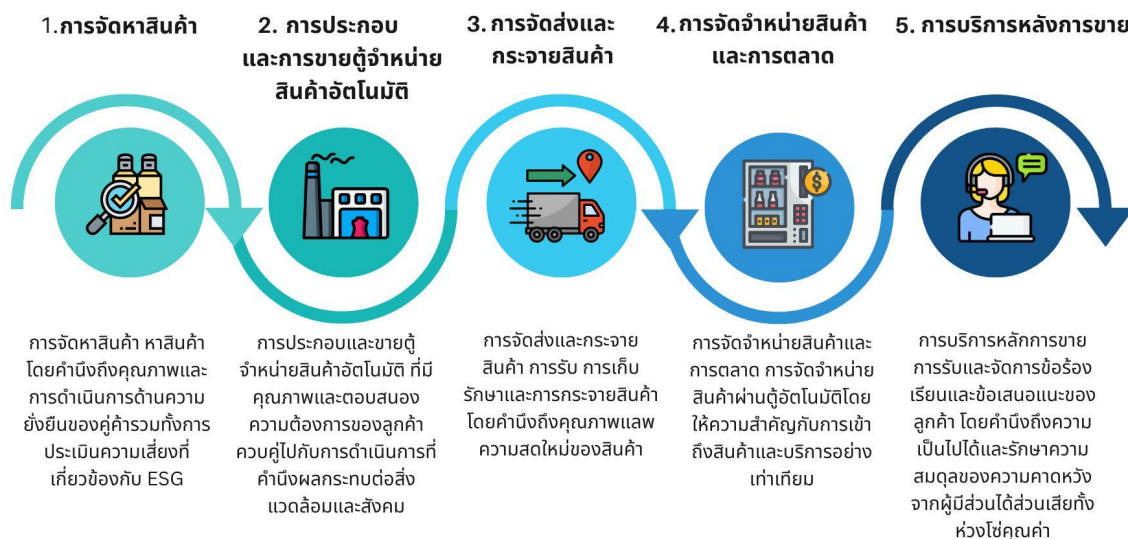 1.การจัดหาสินค้า
2. การประกอบ
และการขายตู้จำหน่าย
สินค้าอัตโนมัติ
3. การจัดส่งและ
กระจายสินค้า
4. การจัดจำหน่ายสินค้า
และการตลาด
5. การบริการหลังการขาย
$
การจัดหาสินค้า หาสินค้า
โดยคำนึงถึงคุณภาพและ
การดำเนินการด้านความ
ยั่งยืนของคู่ค้ารวมทั้งการ
ประเมินความเสี่ยงที่
เกี่ยวข้องกับ ESG
การประกอบและขายตู้
จำหน่ายสินค้าอัตโนมัติ ที่มี
คุณภาพและตอบสนอง
ความต้องการของลูกค้า
ควบคู่ไปกับการดำเนินการที่
คำนึงผลกระทบต่อสิ่ง
แวดล้อมและสังคม
การจัดส่งและกระจาย
สินค้า การรับ การเก็บ
รักษาและการกระจายสินค้า
โดยคำนึงถึงคุณภาพแลพ
ความสดใหม่ของสินค้า
การจัดจำหน่ายสินค้าและ
การตลาด การจัดจำหน่าย
สินค้าผ่านตู้อัตโนมัติโดย
ให้ความสำคัญกับการเข้า
ถึงสินค้าและบริการอย่าง
เท่าเทียม
การบริการหลักการขาย
การรับและจัดการข้อร้อง
เรียนและข้อเสนอแนะของ
ลูกค้า โดยคำนึงถึงความ
เป็นไปได้และรักษาความ
สมดุลของความคาดหวัง
จากผู้มีส่วนได้ส่วนเสียทั้ง
ห่วงโซ่คุณค่า